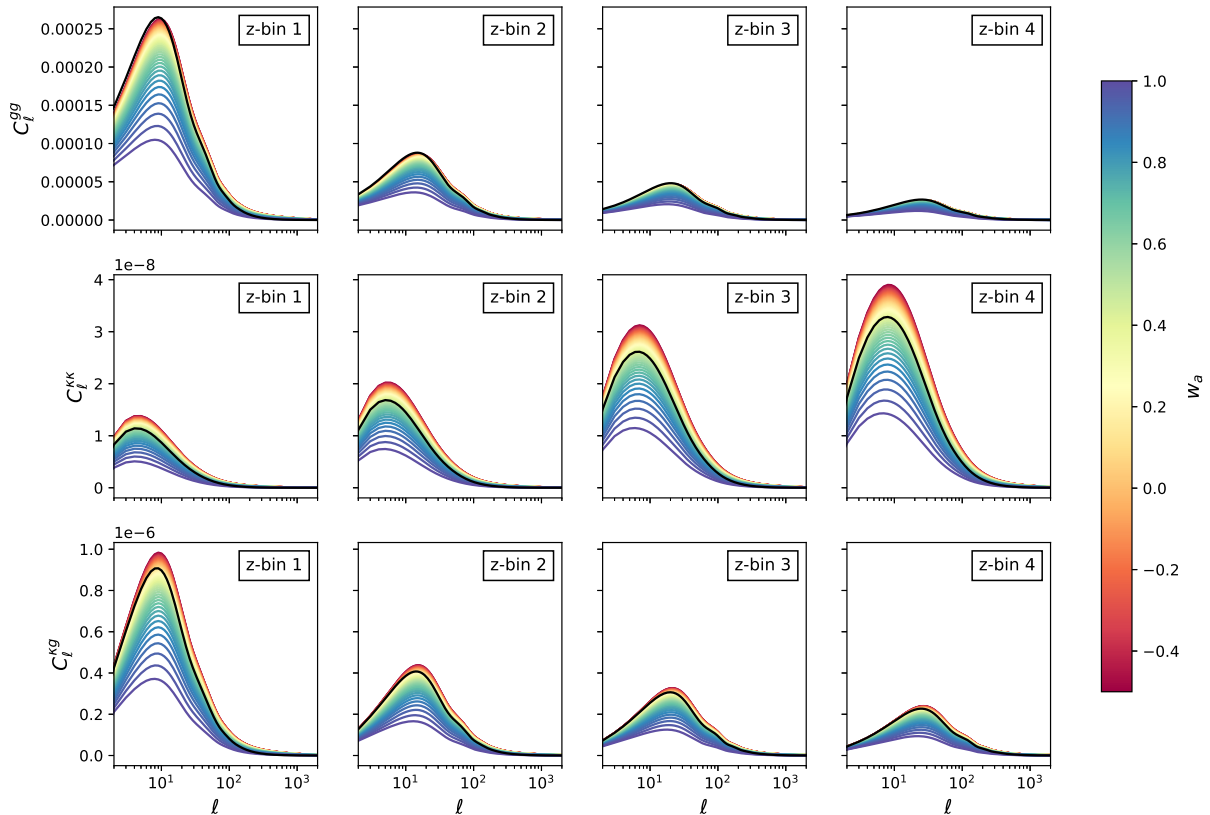 z-bin 1 z-bin 2 z-bin 3 z-bin 4
0.00025
0.00020
0.00015
0.00010
0.00005
0.00000
C_ℓ^{gg}
1e−8
z-bin 1 z-bin 2 z-bin 3 z-bin 4
4
3
2
1
0
C_ℓ^{κκ}
1e−6
z-bin 1 z-bin 2 z-bin 3 z-bin 4
1.0
0.8
0.6
0.4
0.2
0.0
C_ℓ^{κg}
10^1 10^2 10^3 10^1 10^2 10^3 10^1 10^2 10^3 10^1 10^2 10^3
ℓ ℓ ℓ ℓ
1.0
0.8
0.6
0.4
0.2
0.0
−0.2
−0.4
w_a